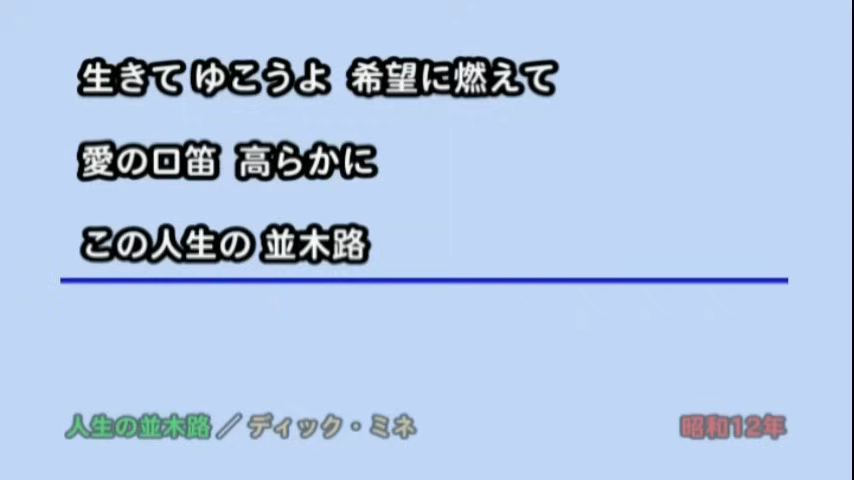 生きてゆこうよ 希望に燃えて
愛の口笛 高らかに
この人生の 並木路
人生の並木路／ディック・ミネ 昭和12年